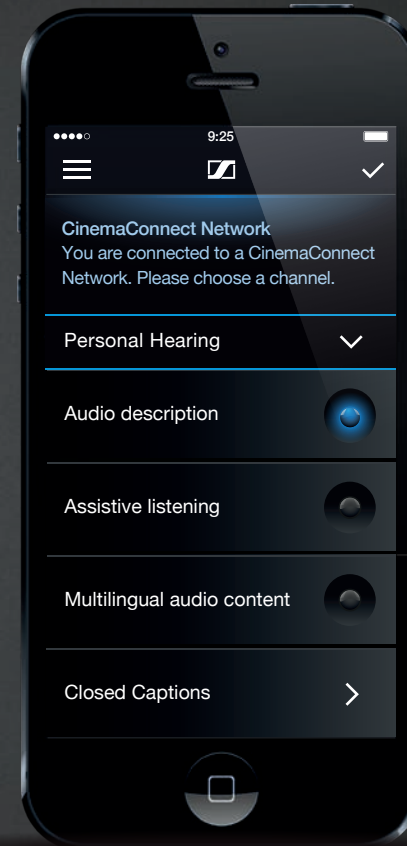 9:25
CinemaConnect Network
You are connected to a CinemaConnect
Network. Please choose a channel.
Personal Hearing
Audio description
Assistive listening
Multilingual audio content
Closed Captions